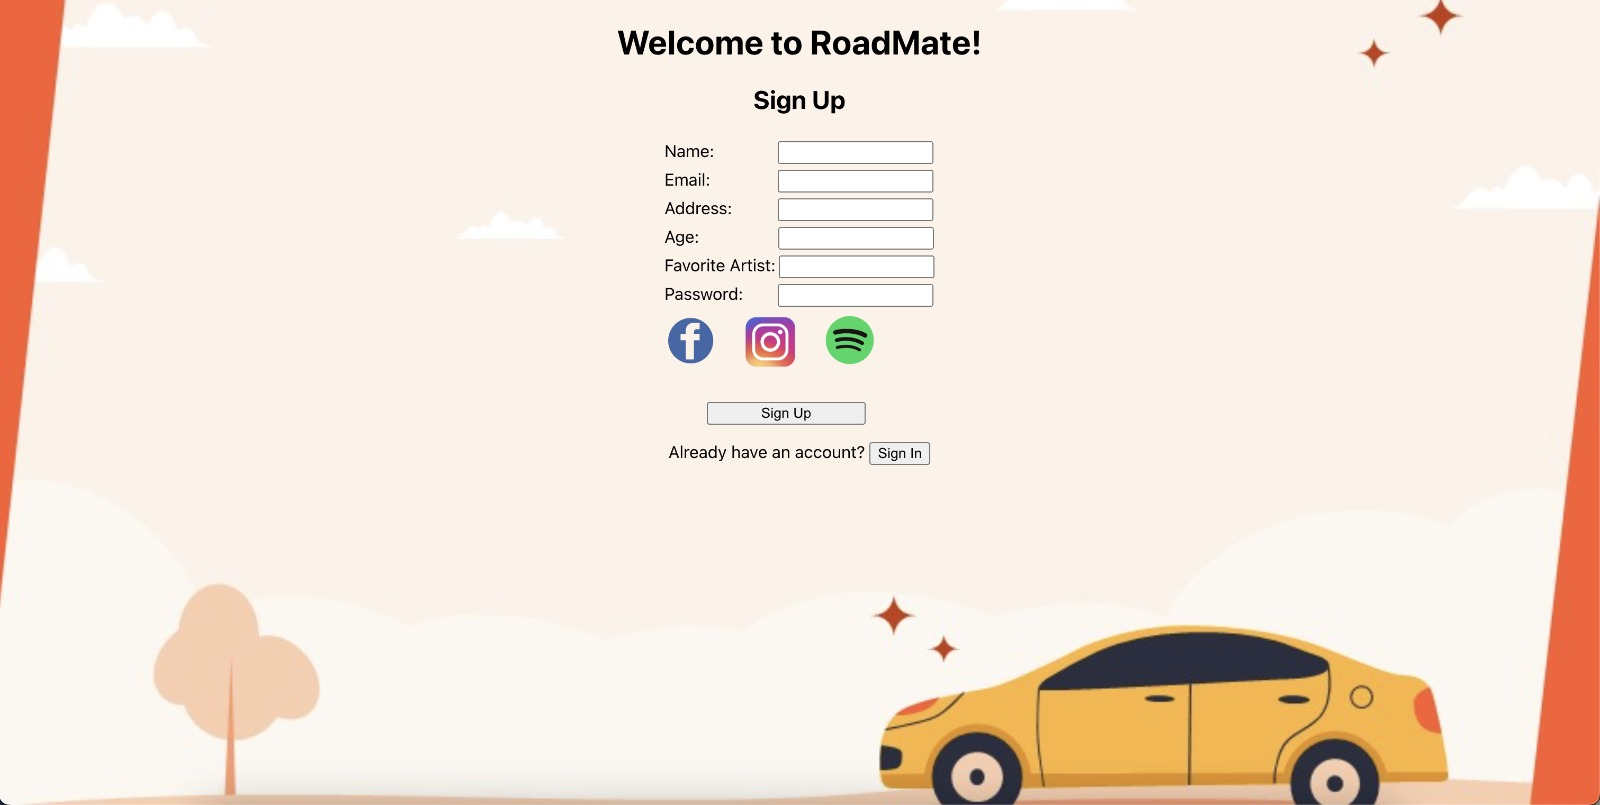 Welcome to RoadMate!
Sign Up
Name:
Email:
Address:
Age:
Favorite Artist:
Password:
f
Sign Up
Already have an account? Sign In